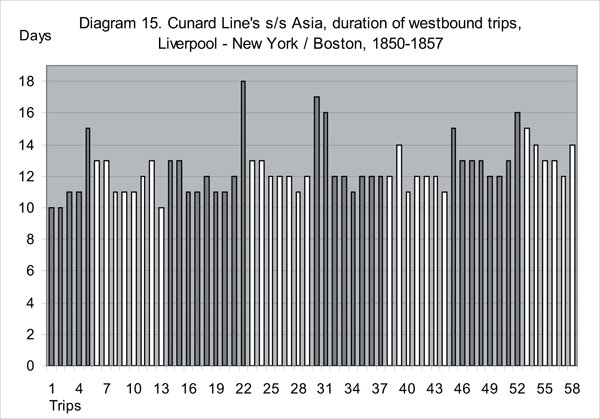 Diagram 15. Cunard Line's s/s Asia, duration of westbound trips,
Liverpool - New York / Boston, 1850-1857
Days
18
16
14
12
10
8
6
4
2
0
1 4 7 10 13 16 19 22 25 28 31 34 37 40 43 46 49 52 55 58
Trips